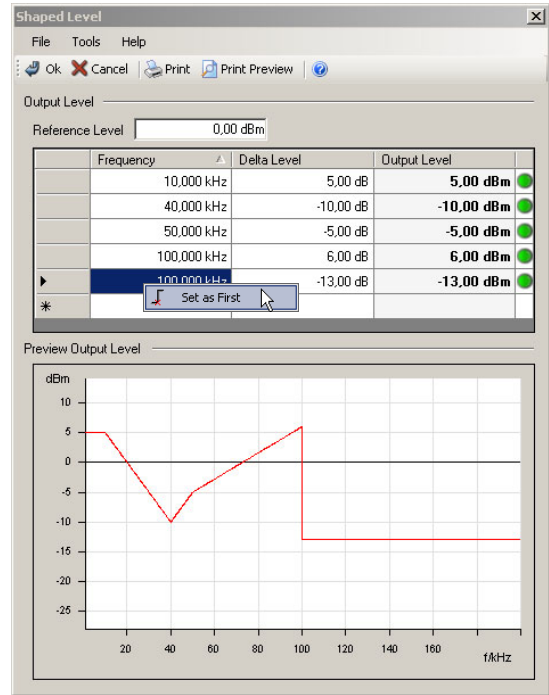 Shaped Level
File Tools Help
Ok Cancel Print Print Preview
Output Level
Reference Level 0,00 dBm
Frequency Delta Level Output Level
10,000 kHz 5,00 dB 5,00 dBm
40,000 kHz -10,00 dB -10,00 dBm
50,000 kHz -5,00 dB -5,00 dBm
100,000 kHz 6,00 dB 6,00 dBm
100,000 kHz -13,00 dB -13,00 dBm
Set as First
Preview Output Level
dBm
10
5
0
-5
-10
-15
-20
-25
20 40 60 80 100 120 140 160
f/kHz